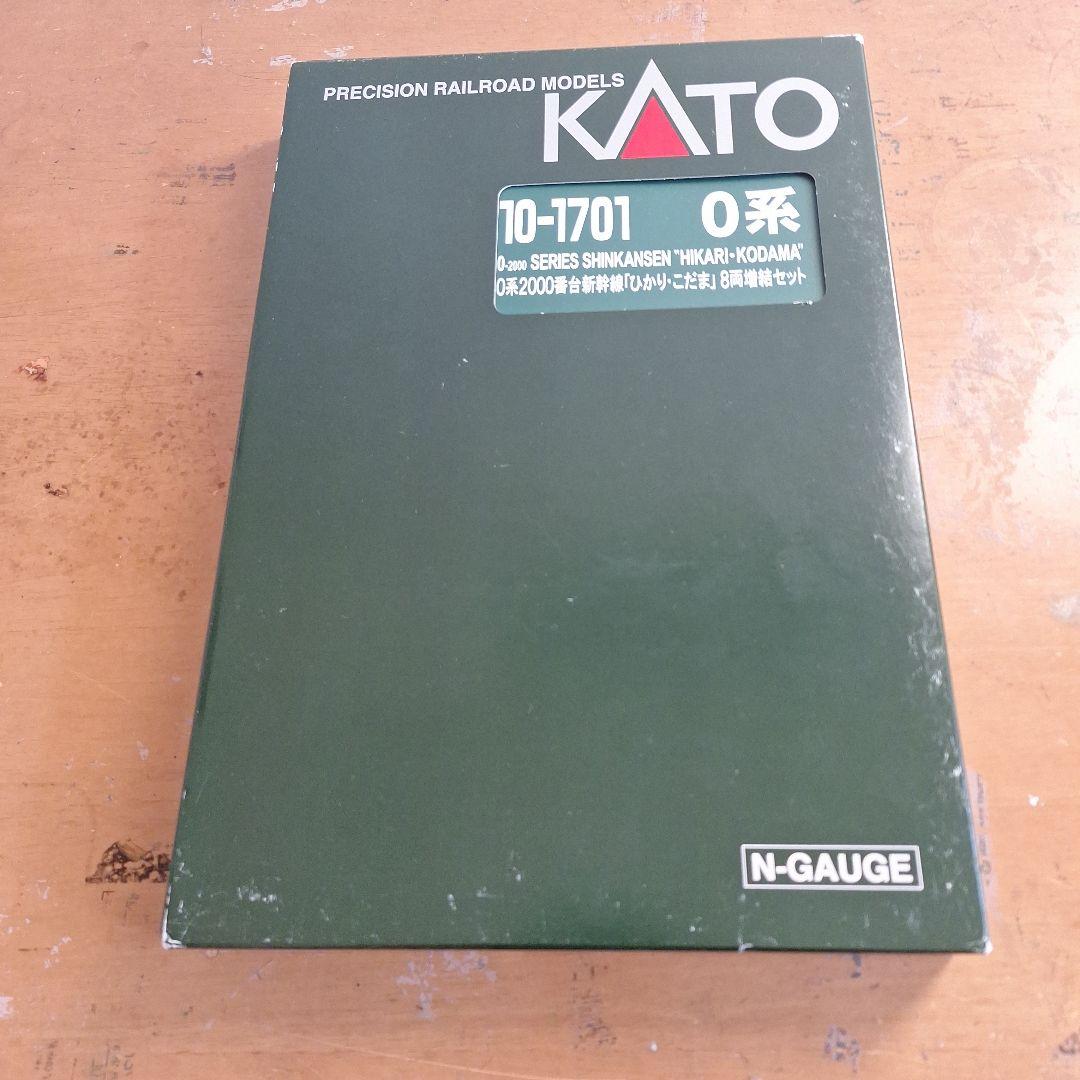 PRECISION RAILROAD MODELS
KATO
10-1701 0系
0-2000 SERIES SHINKANSEN "HIKARI・KODAMA"
0系2000番台新幹線「ひかり・こだま」8両増結セット
N-GAUGE